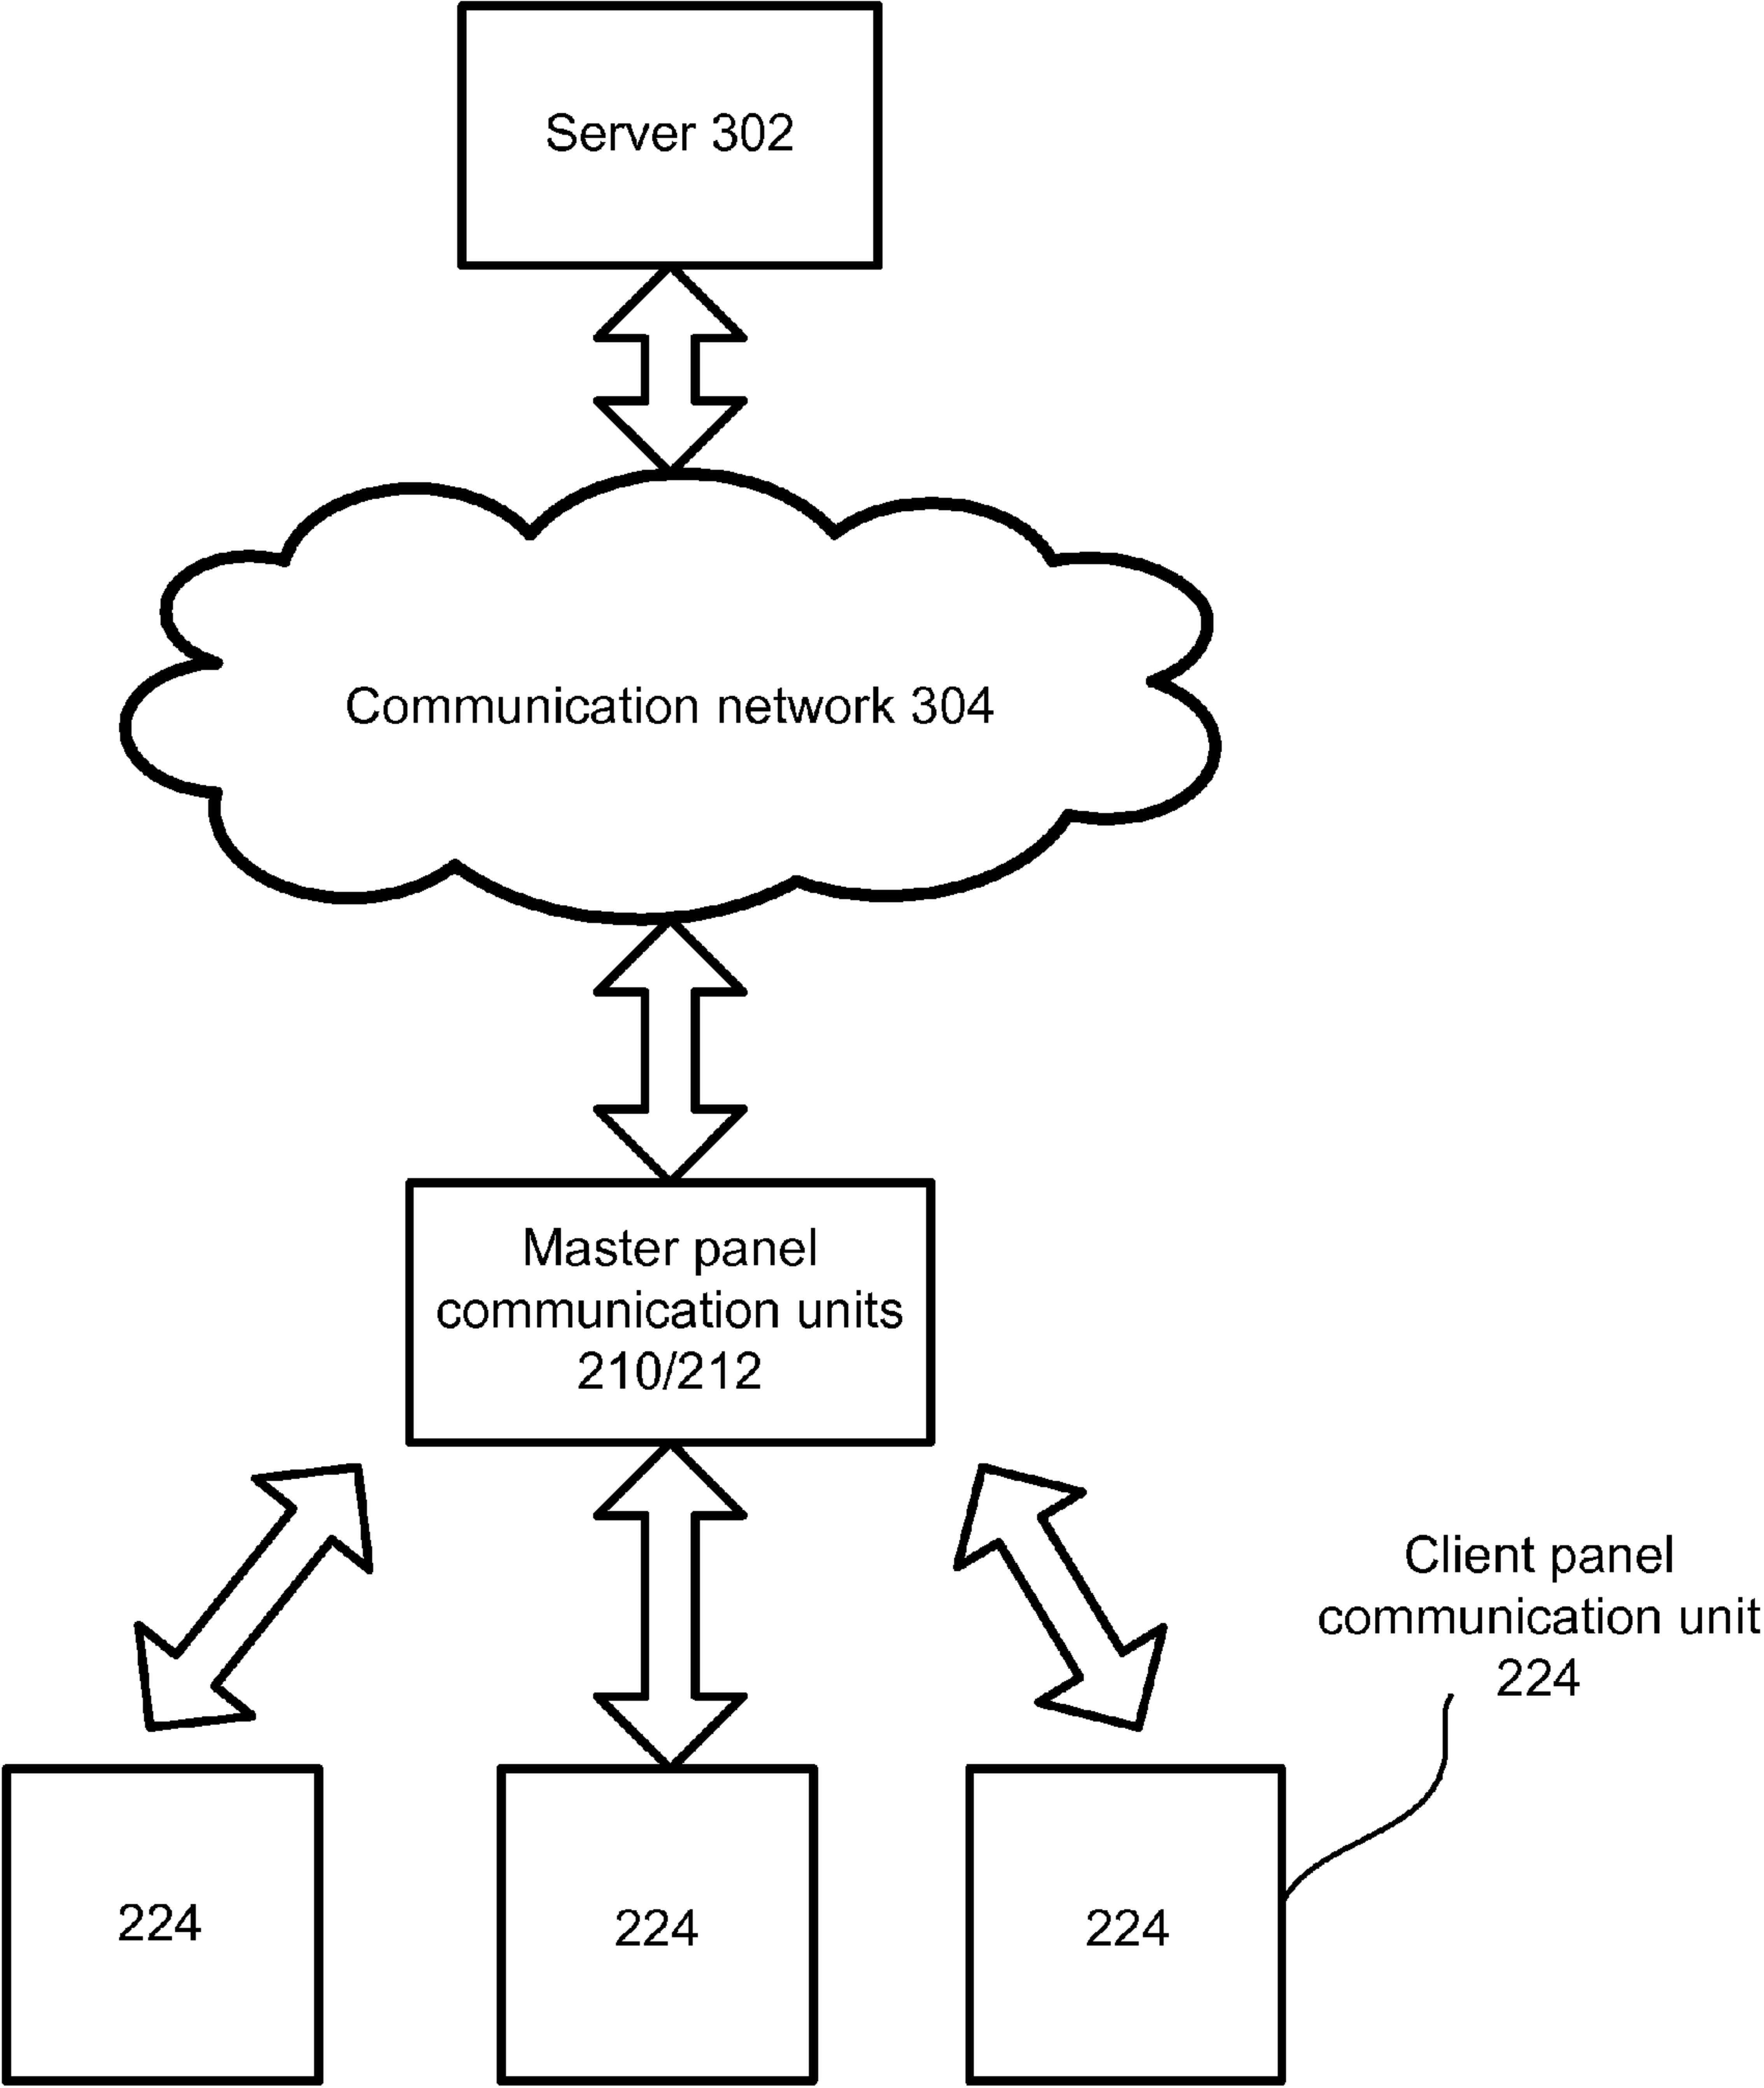 Server 302
Communication network 304
Master panel
communication units
210/212
Client panel
communication unit
224
224
224
224